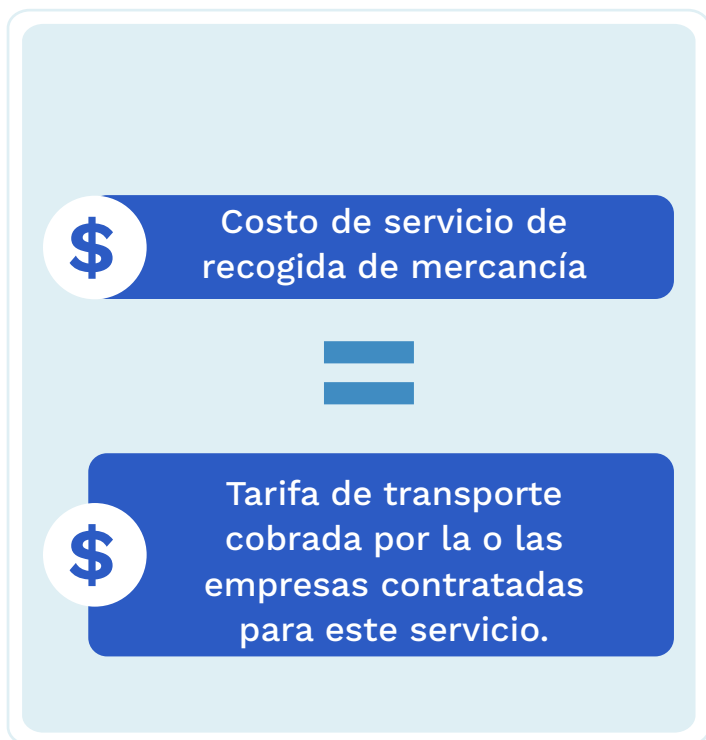 $
Costo de servicio de
recogida de mercancía
=
$
Tarifa de transporte
cobrada por la o las
empresas contratadas
para este servicio.